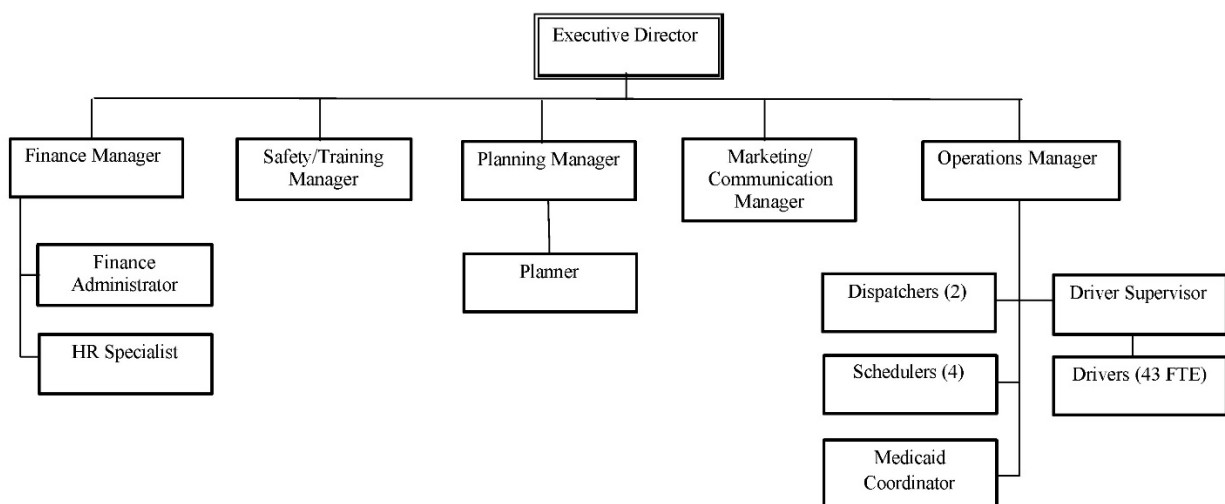 Executive Director
Finance Manager
Safety/Training
Manager
Planning Manager
Marketing/
Communication
Manager
Operations Manager
Finance
Administrator
HR Specialist
Planner
Dispatchers (2)
Driver Supervisor
Schedulers (4)
Drivers (43 FTE)
Medicaid
Coordinator